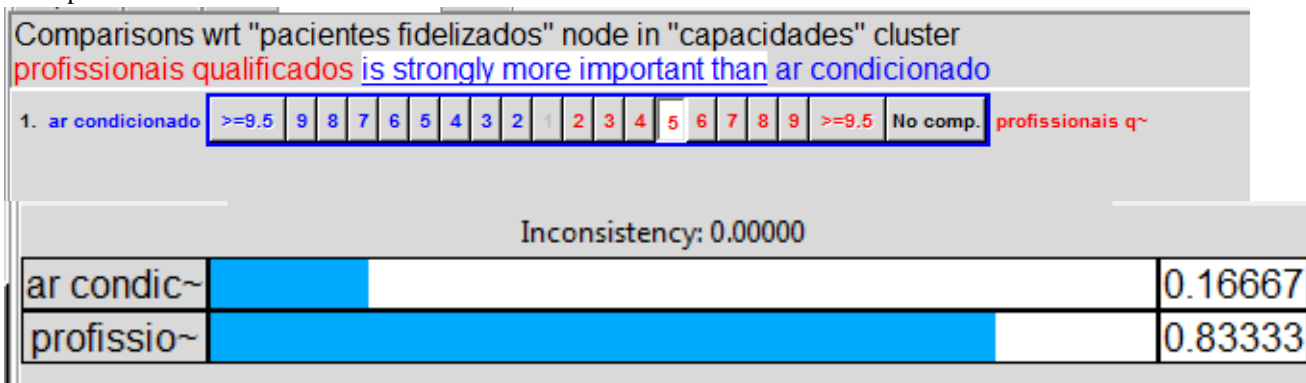 Comparisons wrt "pacientes fidelizados" node in "capacidades" cluster
profissionais qualificados is strongly more important than ar condicionado
1. ar condicionado >=9.5 9 8 7 6 5 4 3 2 1 2 3 4 5 6 7 8 9 >=9.5 No comp. profissionais q~
Inconsistency: 0.00000
ar condic~ 0.16667
profissio~ 0.83333